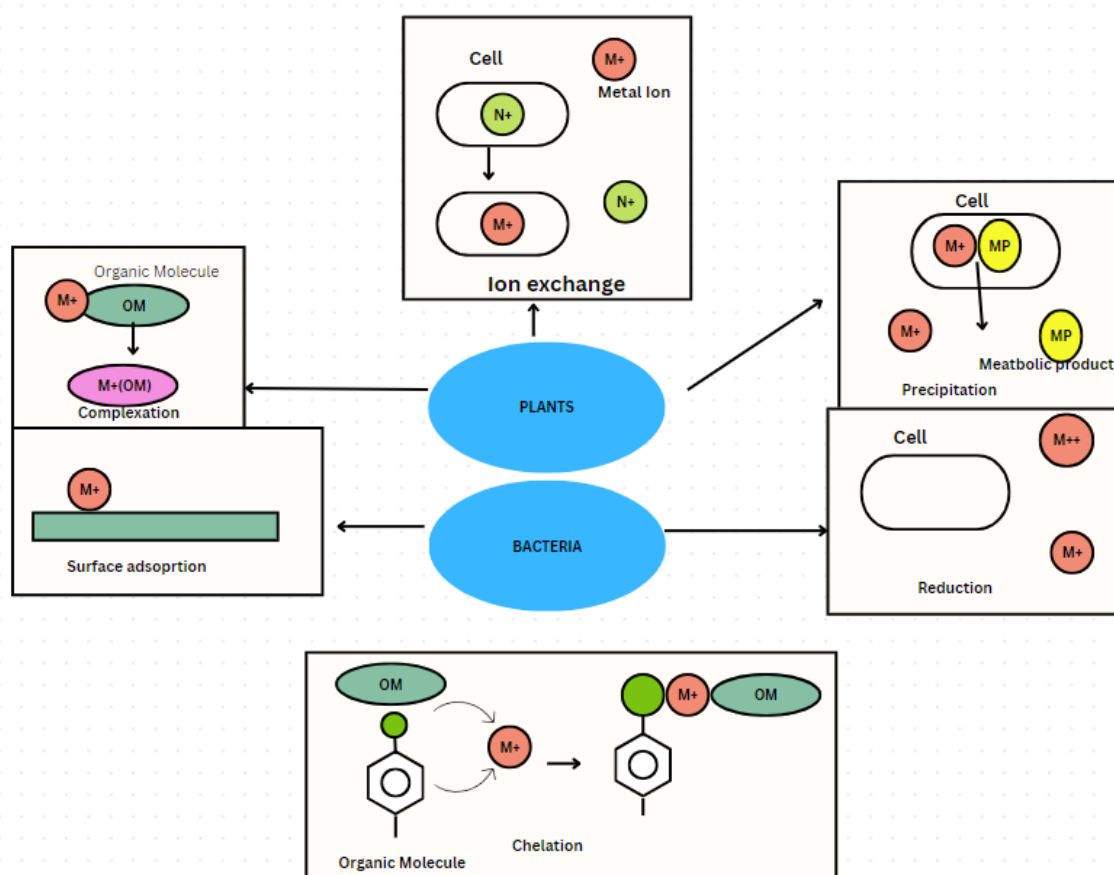 Cell
M+
Metal Ion
N+
N+
M+
Ion exchange
Organic Molecule
M+
OM
M+(OM)
Complexation
Cell
M+
MP
M+
MP
Meatbolic product
Precipitation
PLANTS
M+
Surface adsoprtion
BACTERIA
Cell
M++
M+
Reduction
OM
M+
M+
OM
Chelation
Organic Molecule